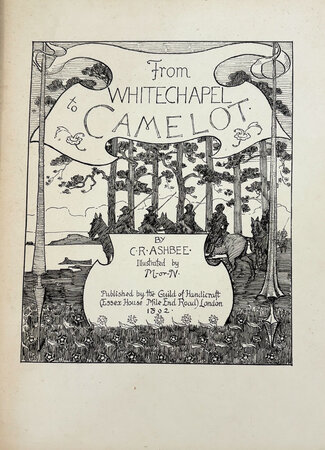 From
WHITECHAPEL
to CAMELOT.
BY
C·R·ASHBEE·
Illustrated by
M·or·N·
Published by the Guild of Handicraft
(Essex House Mile End Road) London
1892.